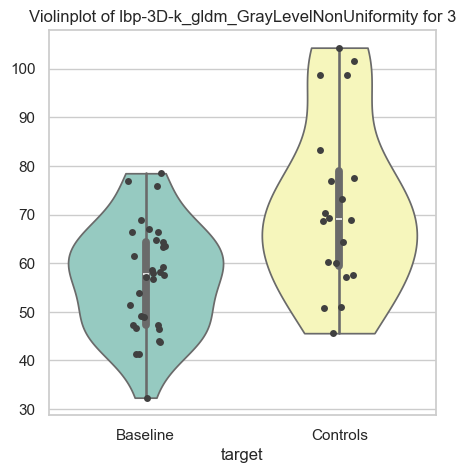 Violinplot of lbp-3D-k_gldm_GrayLevelNonUniformity for 3
100
90
80
70
60
50
40
30
Baseline
Controls
target